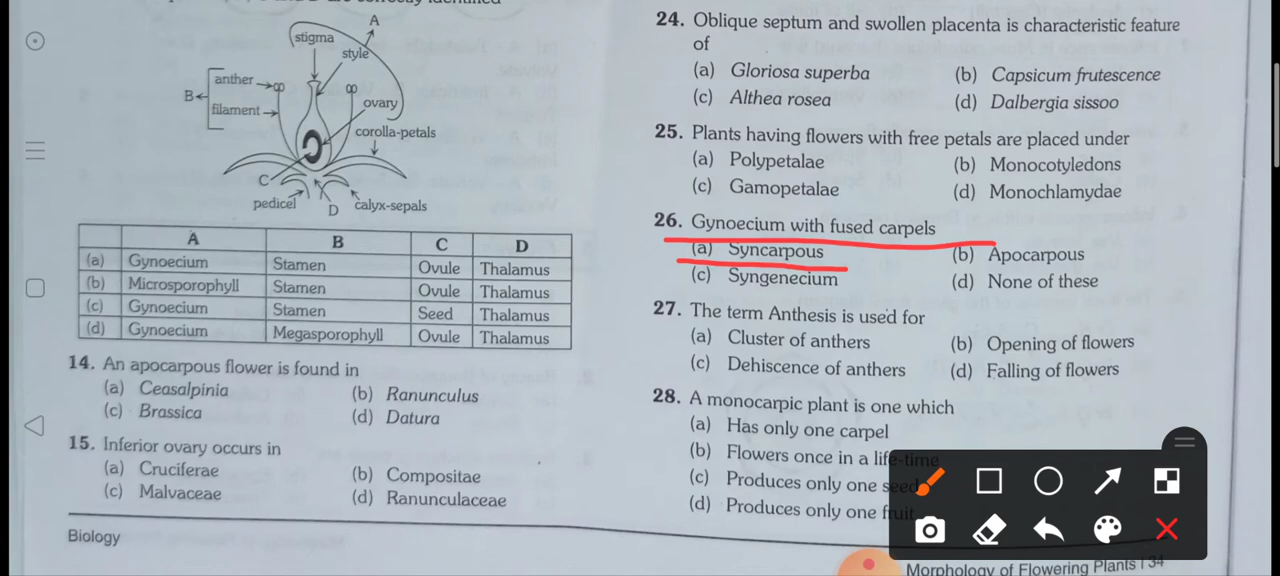 A
stigma
style
anther
B
filament
ovary
corolla-petals
C
pedicel
D
calyx-sepals
A B C D
(a) Gynoecium Stamen Ovule Thalamus
(b) Microsporophyll Stamen Ovule Thalamus
(c) Gynoecium Stamen Seed Thalamus
(d) Gynoecium Megasporophyll Ovule Thalamus
14. An apocarpous flower is found in
(a) Ceasalpinia (b) Ranunculus
(c) Brassica (d) Datura
15. Inferior ovary occurs in
(a) Cruciferae (b) Compositae
(c) Malvaceae (d) Ranunculaceae
Biology
24. Oblique septum and swollen placenta is characteristic feature
of
(a) Gloriosa superba (b) Capsicum frutescence
(c) Althea rosea (d) Dalbergia sissoo
25. Plants having flowers with free petals are placed under
(a) Polypetalae (b) Monocotyledons
(c) Gamopetalae (d) Monochlamydae
26. Gynoecium with fused carpels
(a) Syncarpous (b) Apocarpous
(c) Syngenecium (d) None of these
27. The term Anthesis is used for
(a) Cluster of anthers (b) Opening of flowers
(c) Dehiscence of anthers (d) Falling of flowers
28. A monocarpic plant is one which
(a) Has only one carpel
(b) Flowers once in a life-time
(c) Produces only one seed
(d) Produces only one fruit
Morphology of Flowering Plants | 34